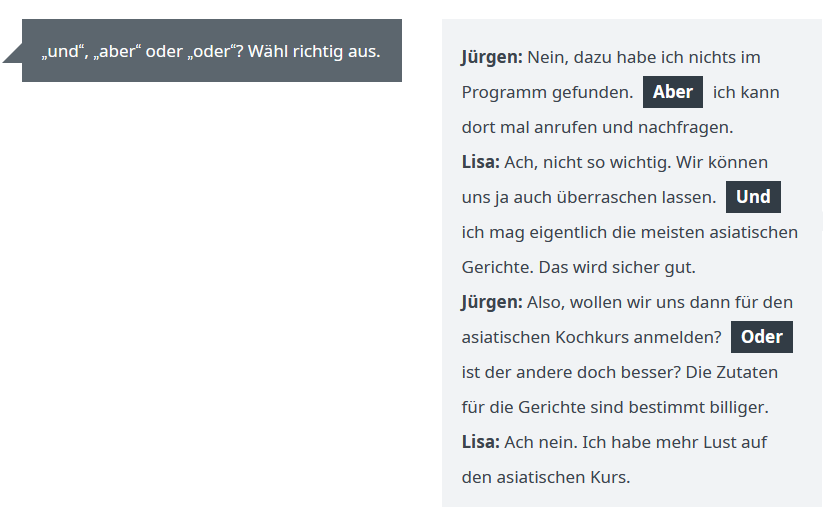 „und“, „aber“ oder „oder“? Wähl richtig aus.
Jürgen: Nein, dazu habe ich nichts im
Programm gefunden. Aber ich kann
dort mal anrufen und nachfragen.
Lisa: Ach, nicht so wichtig. Wir können
uns ja auch überraschen lassen. Und
ich mag eigentlich die meisten asiatischen
Gerichte. Das wird sicher gut.
Jürgen: Also, wollen wir uns dann für den
asiatischen Kochkurs anmelden? Oder
ist der andere doch besser? Die Zutaten
für die Gerichte sind bestimmt billiger.
Lisa: Ach nein. Ich habe mehr Lust auf
den asiatischen Kurs.